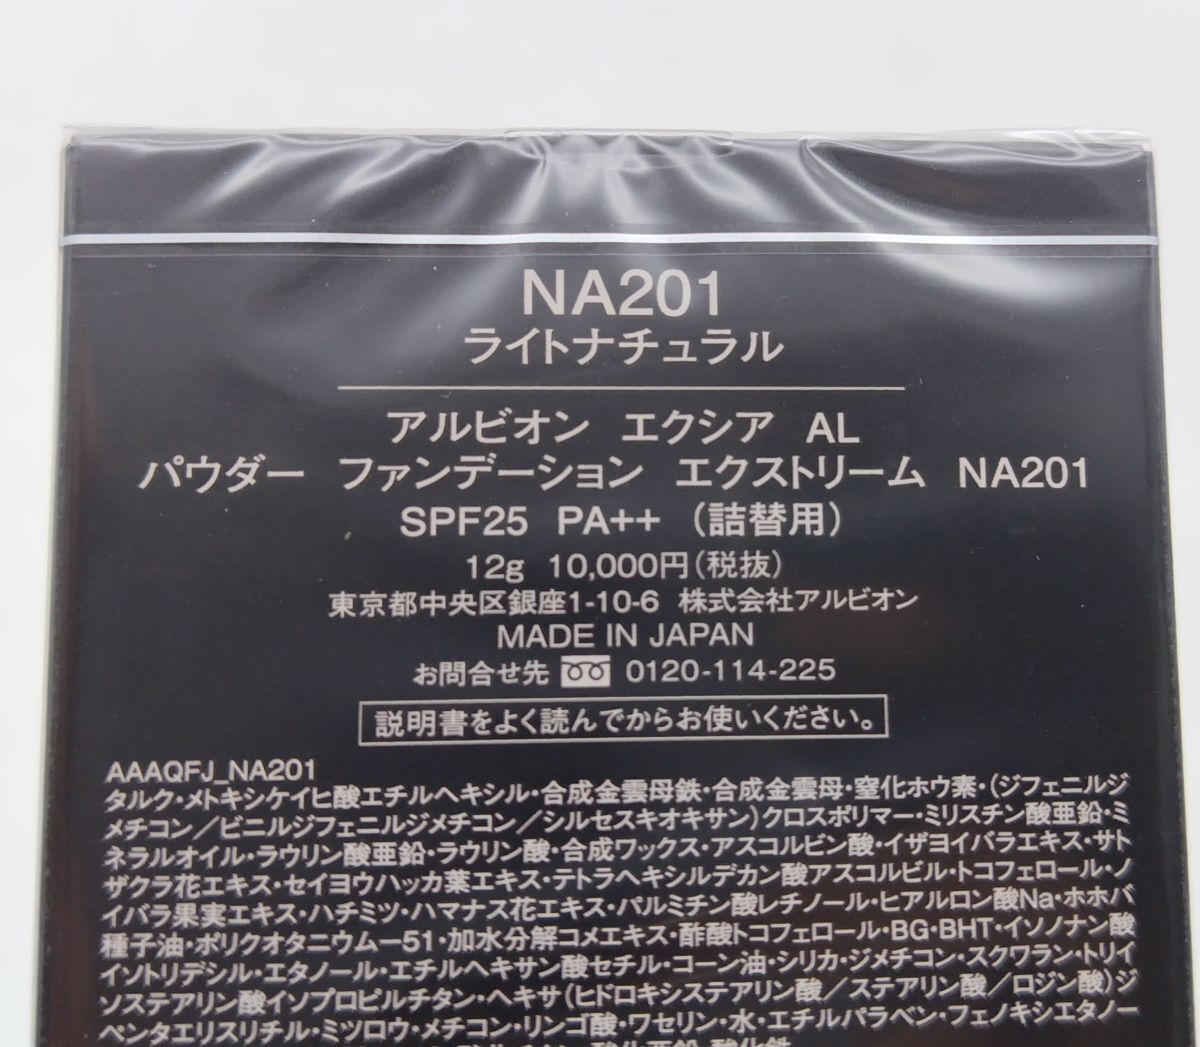 NA201
ライトナチュラル
アルビオン エクシア AL
パウダー ファンデーション エクストリーム NA201
SPF25 PA++ (詰替用)
12g 10,000円(税抜)
東京都中央区銀座1-10-6 株式会社アルビオン
MADE IN JAPAN
お問合せ先 0120-114-225
説明書をよく読んでからお使いください。
AAAQFJ_NA201
タルク・メトキシケイヒ酸エチルヘキシル・合成金雲母鉄・合成金雲母・窒化ホウ素・(ジフェニルジ
メチコン/ビニルジフェニルジメチコン/シルセスキオキサン)クロスポリマー・ミリスチン酸亜鉛・ミ
ネラルオイル・ラウリン酸亜鉛・ラウリン酸・合成ワックス・アスコルビン酸・イザヨイバラエキス・サト
ザクラ花エキス・セイヨウハッカ葉エキス・テトラヘキシルデカン酸アスコルビル・トコフェロール・ノ
イバラ果実エキス・ハチミツ・ハマナス花エキス・パルミチン酸レチノール・ヒアルロン酸Na・ホホバ
種子油・ポリクオタニウム-51・加水分解コメエキス・酢酸トコフェロール・BG・BHT・イソノナン酸
イソトリデシル・エタノール・エチルヘキサン酸セチル・コーン油・シリカ・ジメチコン・スクワラン・トリイ
ソステアリン酸イソプロピルチタン・ヘキサ(ヒドロキシステアリン酸/ステアリン酸/ロジン酸)ジ
ペンタエリスリチル・ミツロウ・メチコン・リンゴ酸・ワセリン・水・エチルパラベン・フェノキシエタノー
酸化亜鉛・酸化鉄